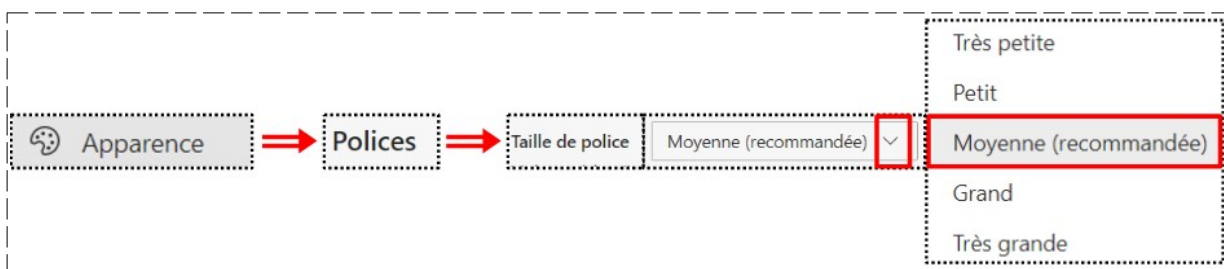 Apparence
Polices
Taille de police
Moyenne (recommandée)
Très petite
Petit
Moyenne (recommandée)
Grand
Très grande